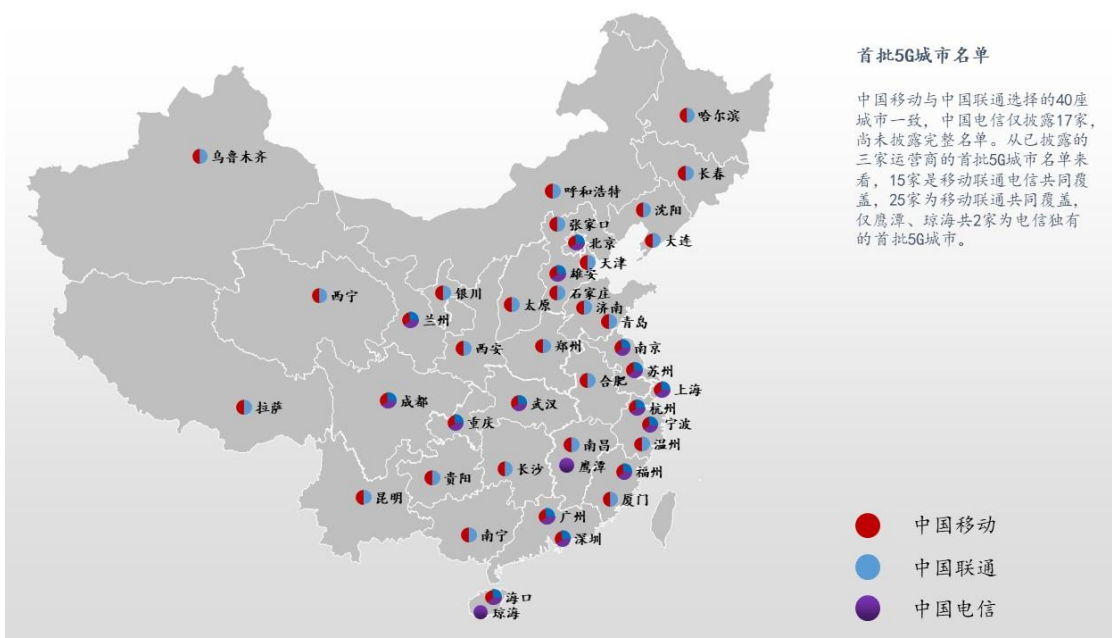 首批5G城市名单
中国移动与中国联通选择的40座
城市一致，中国电信仅披露17家，
尚未披露完整名单。从已披露的
三家运营商的首批5G城市名单来
看，15家是移动联通电信共同覆
盖，25家为移动联通共同覆盖，
仅鹰潭、琼海共2家为电信独有
的首批5G城市。
哈尔滨
乌鲁木齐
长春
呼和浩特
沈阳
张家口
北京
大连
天津
雄安
西宁
银川
石家庄
太原
济南
兰州
青岛
西安
郑州
南京
苏州
合肥
上海
成都
武汉
杭州
拉萨
重庆
宁波
南昌
温州
长沙
鹰潭
福州
贵阳
昆明
厦门
广州
南宁
深圳
海口
琼海
中国移动
中国联通
中国电信